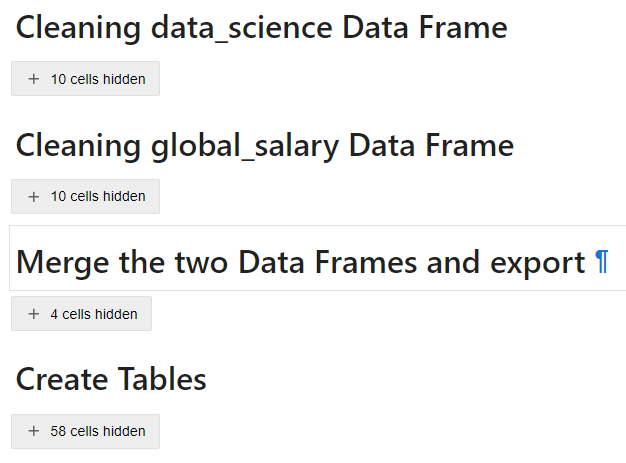 Cleaning data_science Data Frame
+ 10 cells hidden
Cleaning global_salary Data Frame
+ 10 cells hidden
Merge the two Data Frames and export ¶
+ 4 cells hidden
Create Tables
+ 58 cells hidden